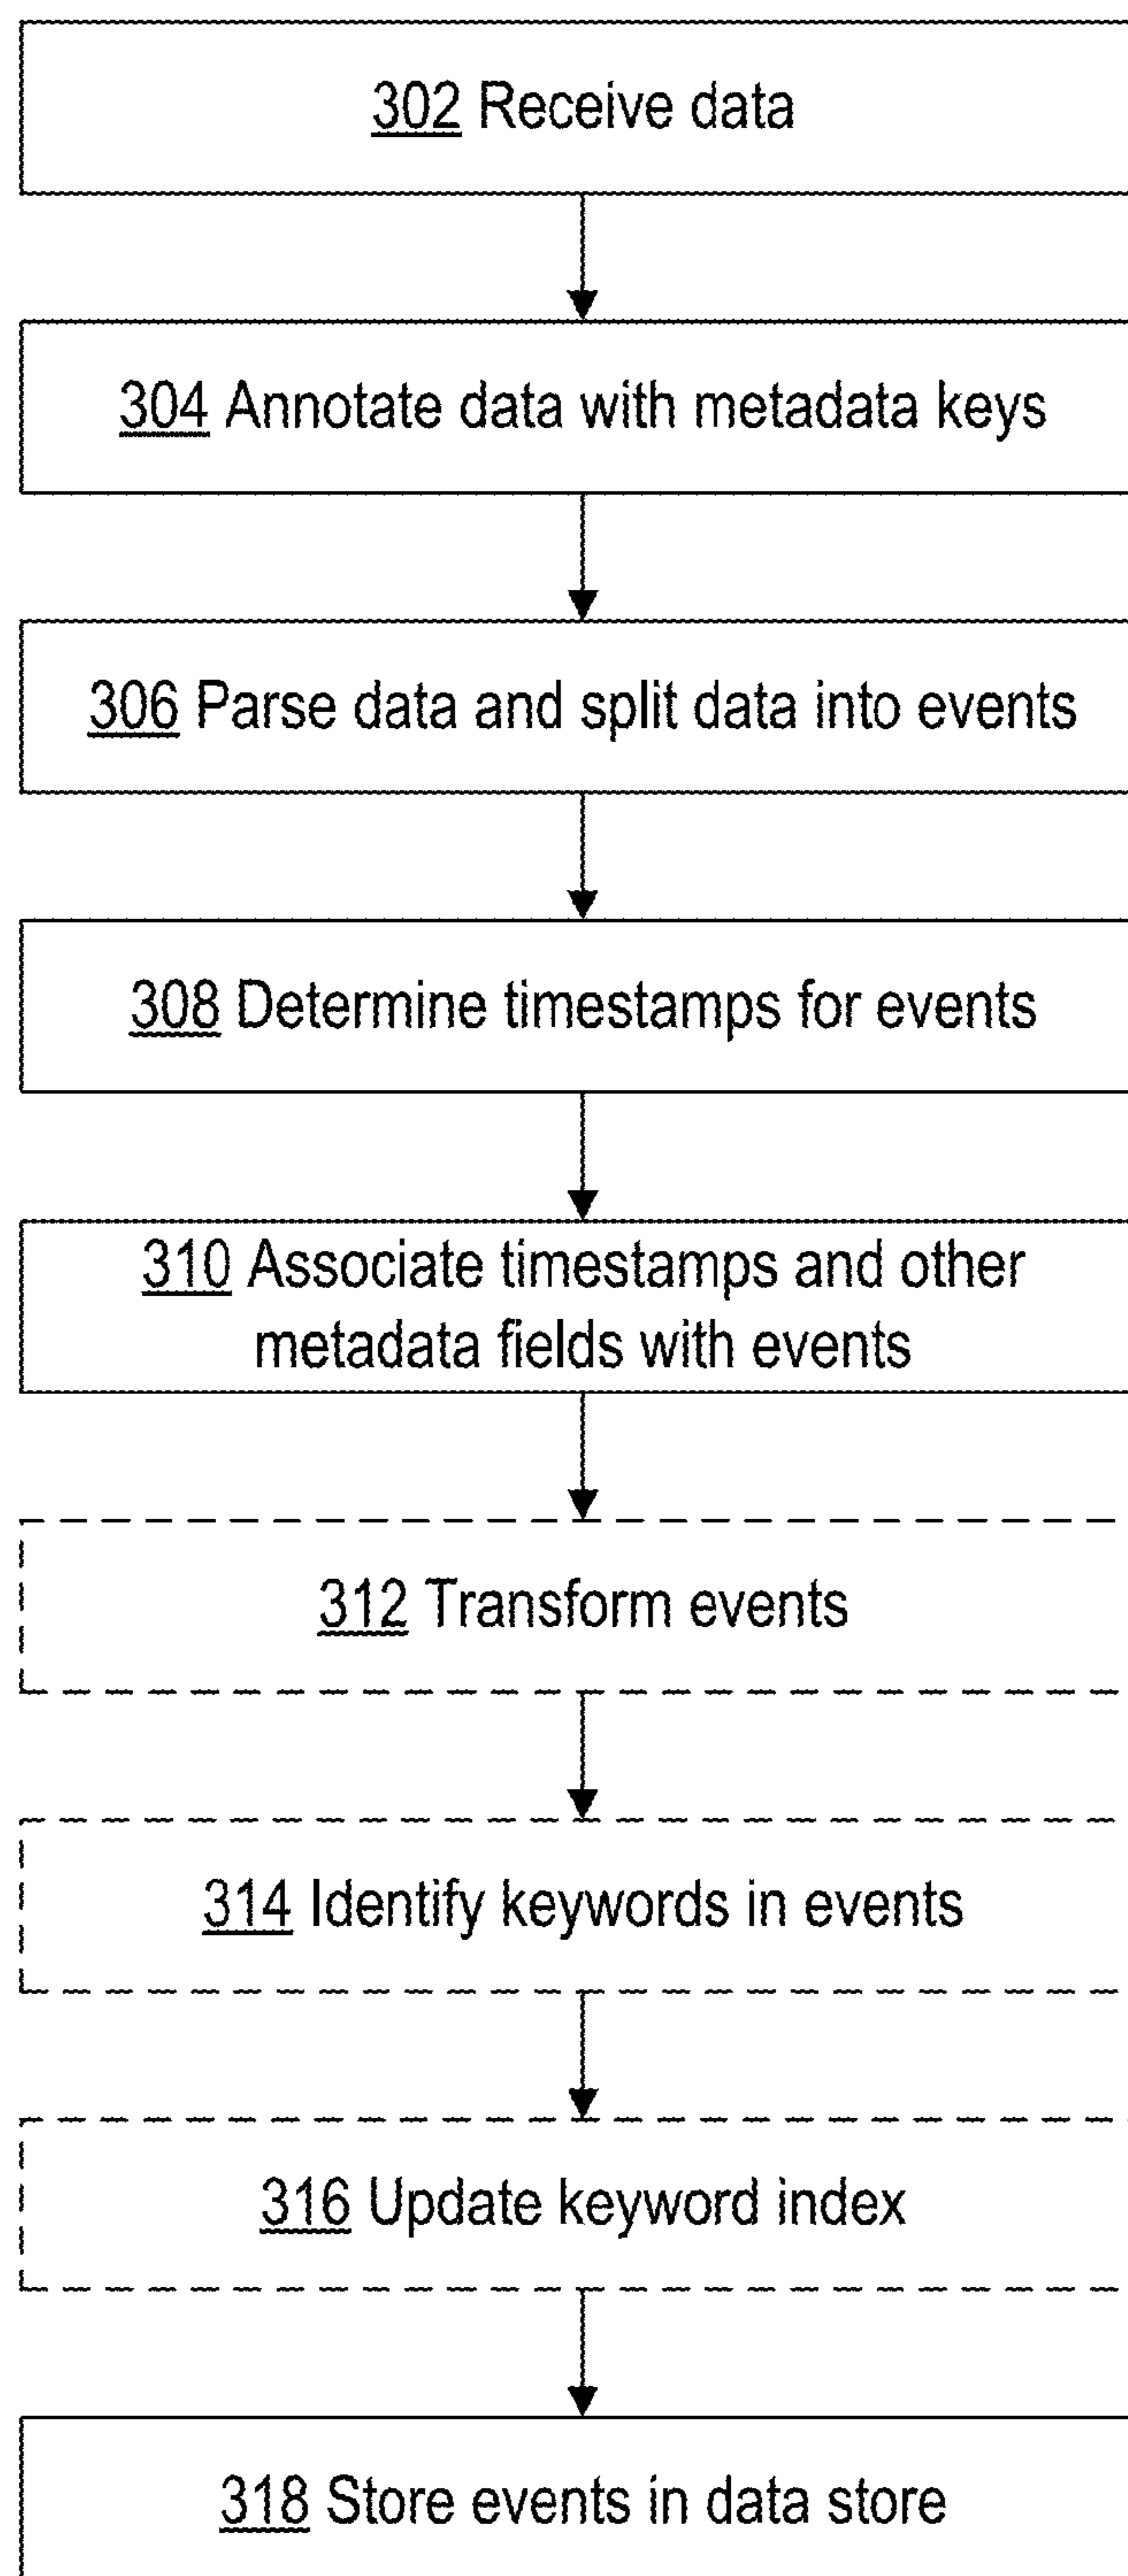 302 Receive data
304 Annotate data with metadata keys
306 Parse data and split data into events
308 Determine timestamps for events
310 Associate timestamps and other
metadata fields with events
312 Transform events
314 Identify keywords in events
316 Update keyword index
318 Store events in data store